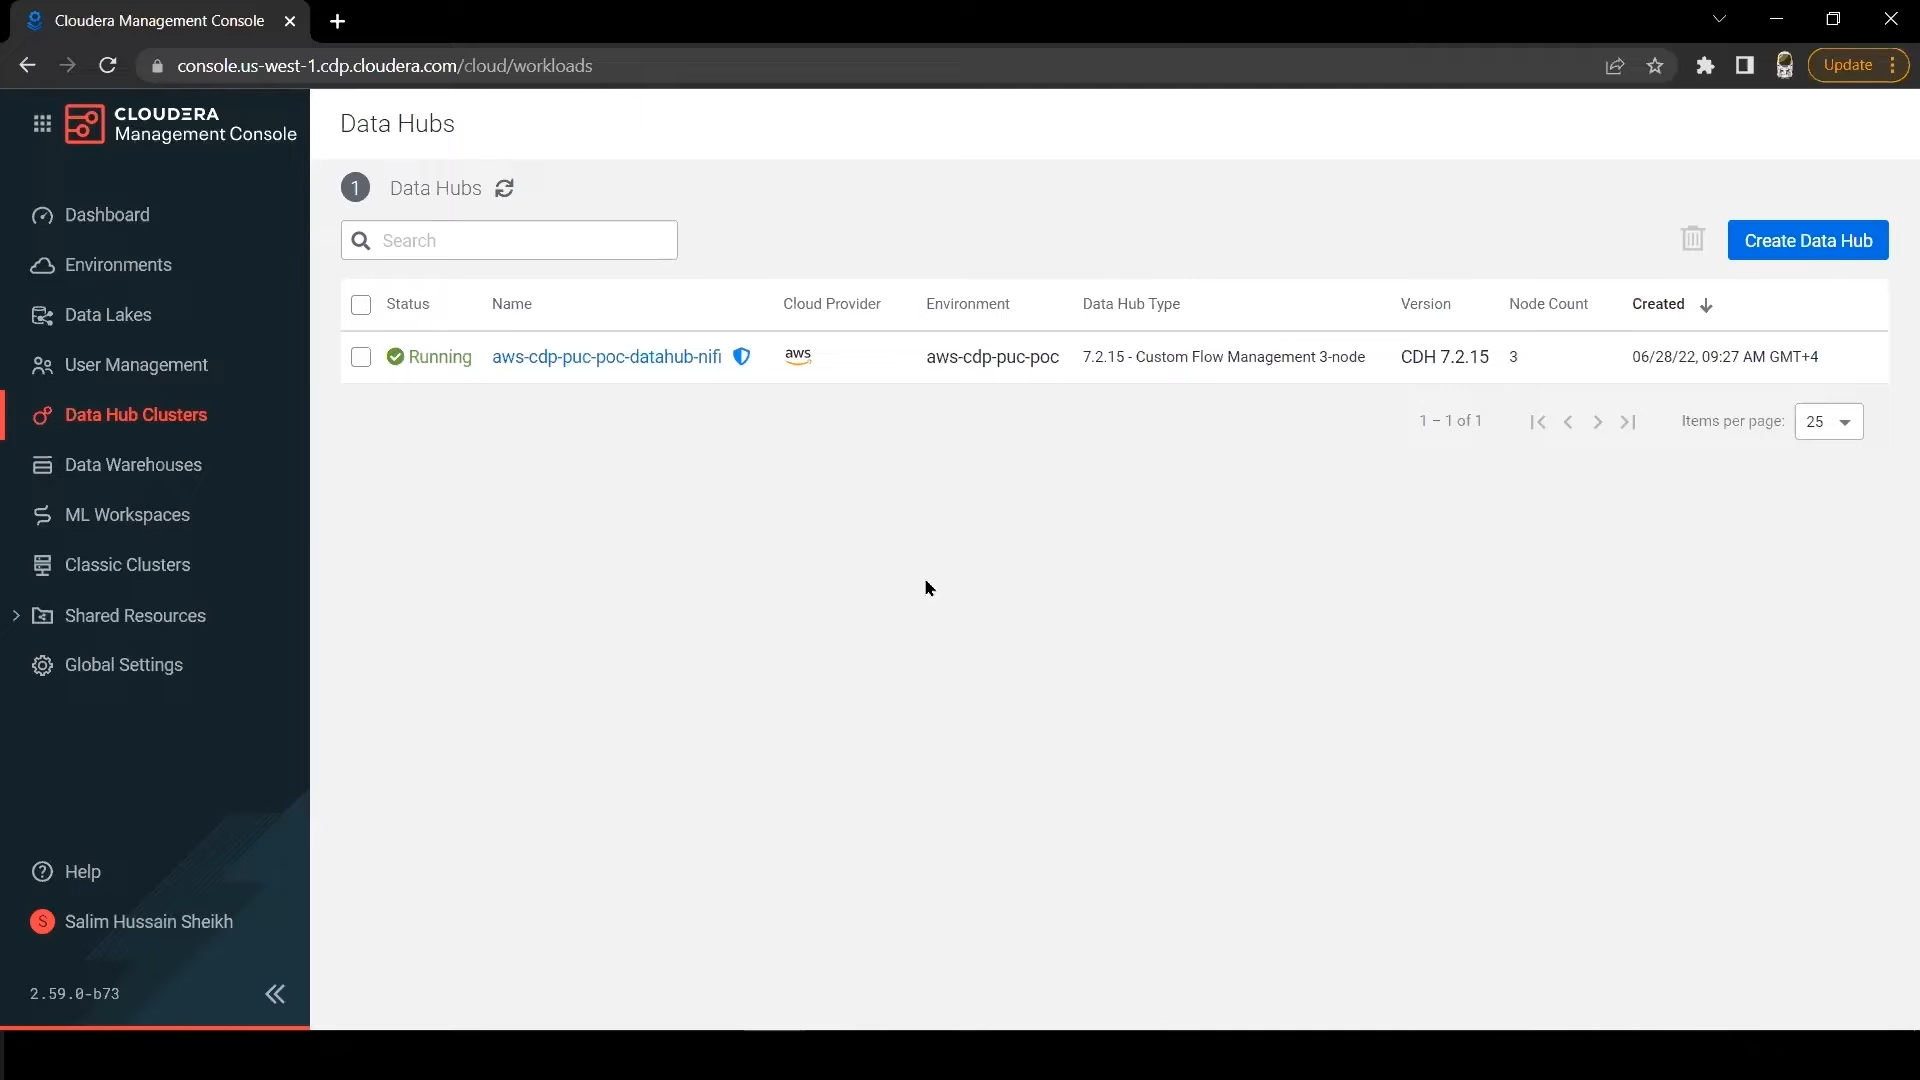 Cloudera Management Console
console.us-west-1.cdp.cloudera.com/cloud/workloads
Update
CLOUDERA
Management Console
Dashboard
Environments
Data Lakes
User Management
Data Hub Clusters
Data Warehouses
ML Workspaces
Classic Clusters
Shared Resources
Global Settings
Help
S Salim Hussain Sheikh
2.59.0-b73
Data Hubs
1 Data Hubs
Search
Create Data Hub
Status Name Cloud Provider Environment Data Hub Type Version Node Count Created
Running aws-cdp-puc-poc-datahub-nifi aws aws-cdp-puc-poc 7.2.15 - Custom Flow Management 3-node CDH 7.2.15 3 06/28/22, 09:27 AM GMT+4
1 – 1 of 1 Items per page: 25